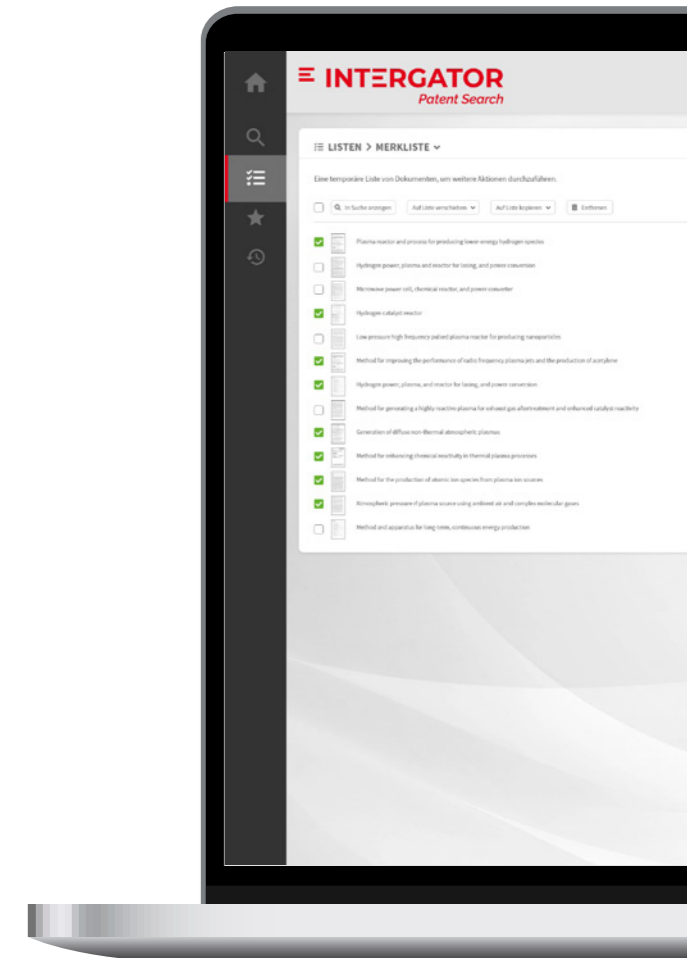 INTERGATOR
Patent Search
LISTEN > MERKLISTE
Eine temporäre Liste von Dokumenten, um weitere Aktionen durchzuführen.
In Suche anzeigen Auf Liste verschieben Auf Liste kopieren Entfernen
Plasma reactor and process for producing lower-energy hydrogen species
Hydrogen power, plasma and reactor for lasing, and power conversion
Microwave power cell, chemical reactor, and power converter
Hydrogen catalyst reactor
Low pressure high frequency pulsed plasma reactor for producing nanoparticles
Method for improving the performance of radio frequency plasma jets and the production of acetylene
Hydrogen power, plasma, and reactor for lasing, and power conversion
Method for generating a highly reactive plasma for exhaust gas aftertreatment and enhanced catalyst reactivity
Generation of diffuse non-thermal atmospheric plasmas
Method for enhancing chemical reactivity in thermal plasma processes
Method for the production of atomic ion species from plasma ion sources
Atmospheric pressure rf plasma source using ambient air and complex molecular gases
Method and apparatus for long-term, continuous energy production